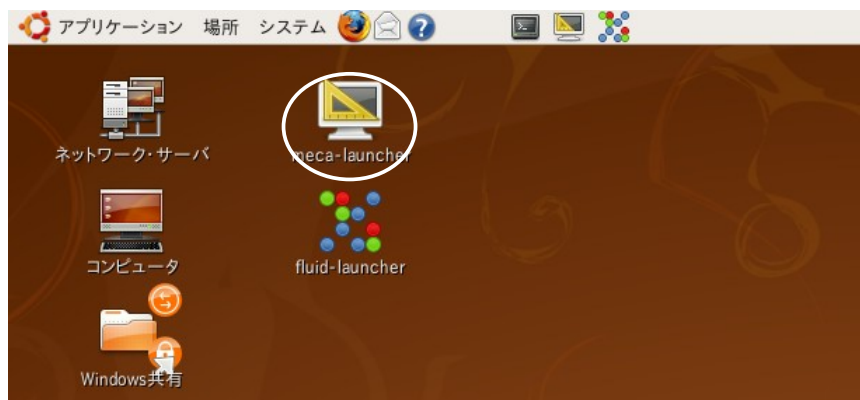 アプリケーション 場所 システム
ネットワーク・サーバ
meca-launcher
コンピュータ
fluid-launcher
Windows共有